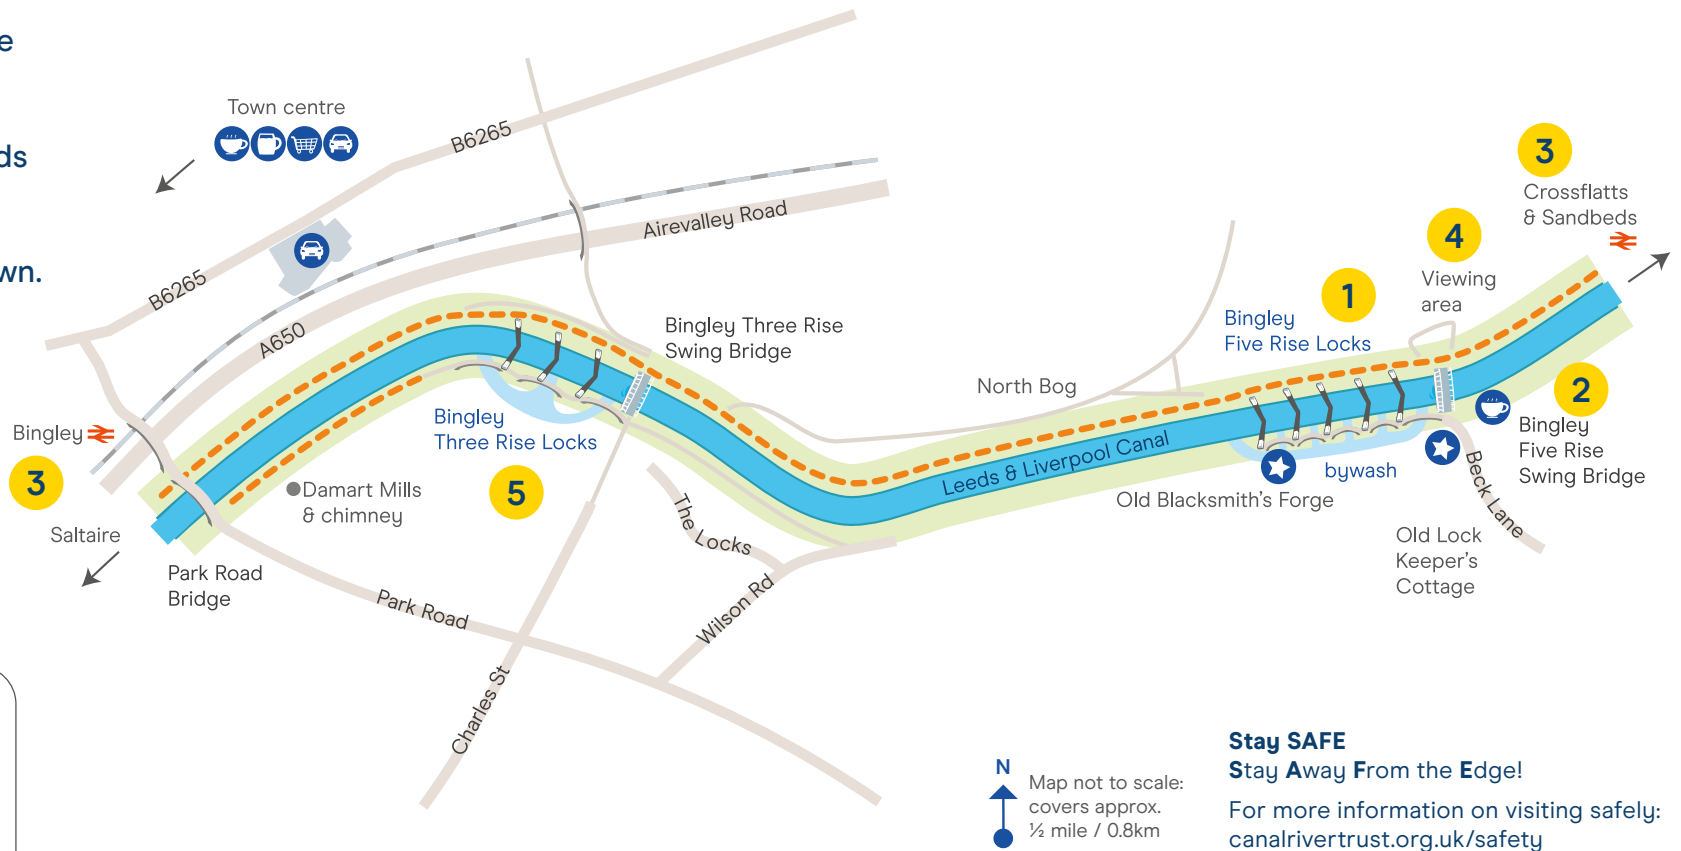 e
ds
wn.
Town centre
B6265
B6265
Airevalley Road
A650
Bingley
3
Saltaire
Park Road
Bridge
Damart Mills
& chimney
Bingley
Three Rise Locks
5
Bingley Three Rise
Swing Bridge
The Locks
Wilson Rd
Park Road
Charles St
North Bog
Leeds & Liverpool Canal
1
Bingley
Five Rise Locks
4
Viewing
area
3
Crossflatts
& Sandbeds
2
Bingley
Five Rise
Swing Bridge
bywash
Old Blacksmith's Forge
Beck Lane
Old Lock
Keeper's
Cottage
N
Map not to scale:
covers approx.
½ mile / 0.8km
Stay SAFE
Stay Away From the Edge!
For more information on visiting safely:
canalrivertrust.org.uk/safety